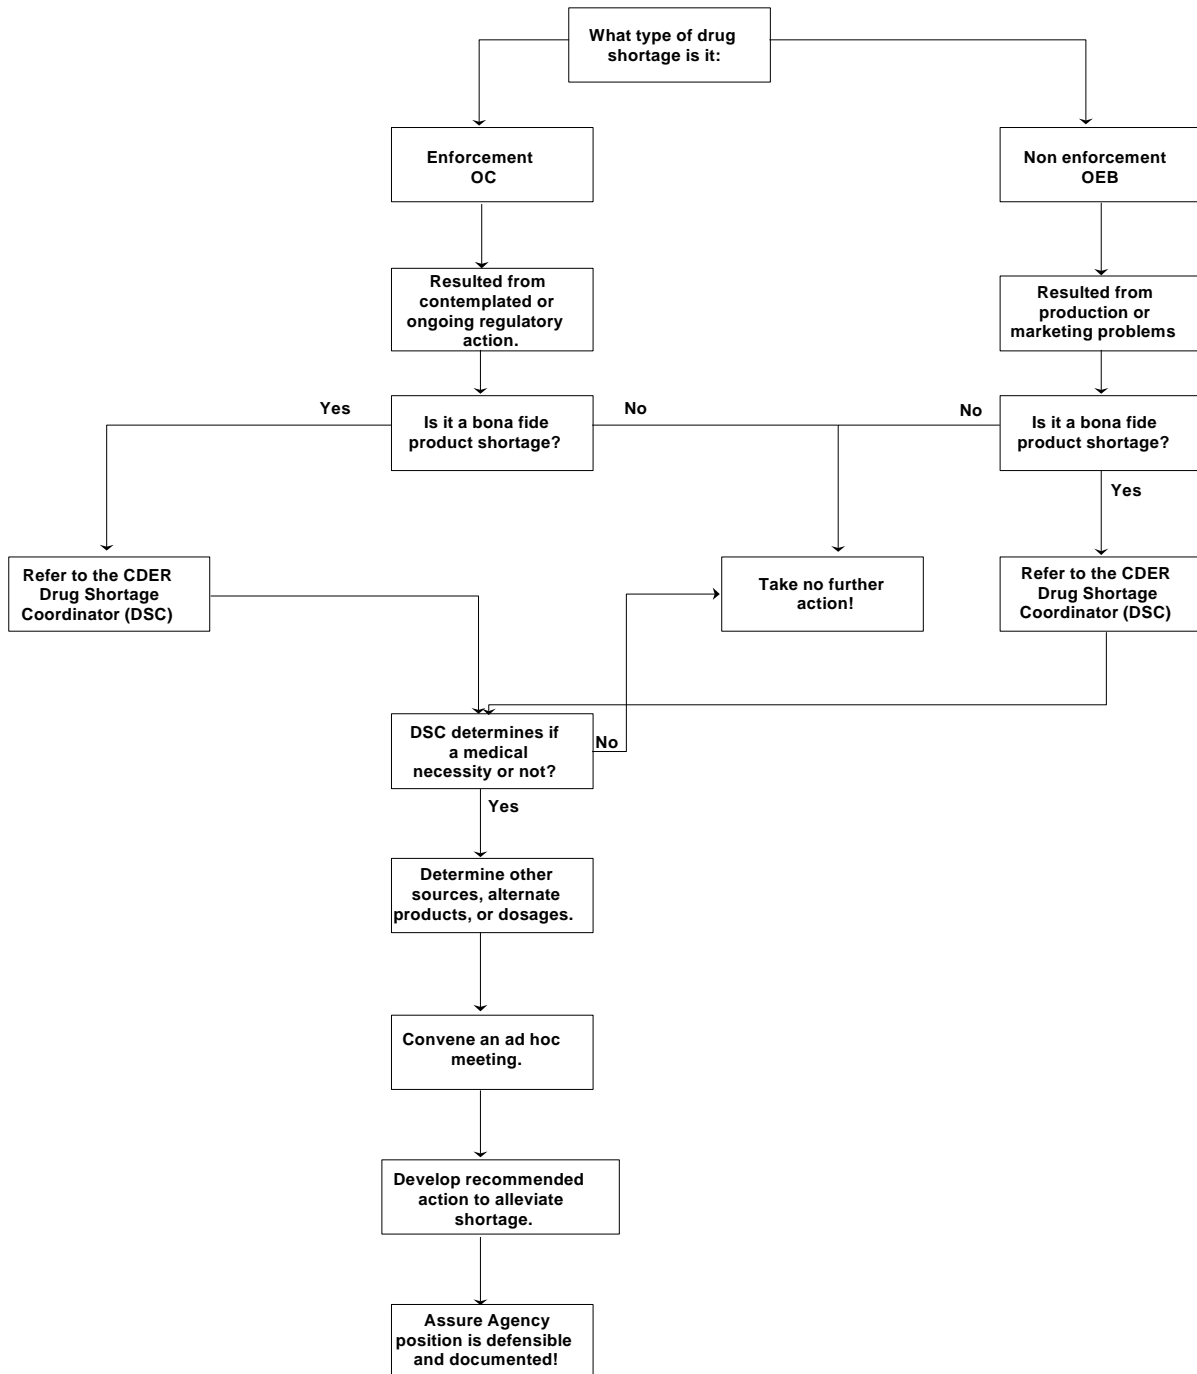 What type of drug
shortage is it:
Enforcement
OC
Non enforcement
OEB
Resulted from
contemplated or
ongoing regulatory
action.
Resulted from
production or
marketing problems
Yes
Is it a bona fide
product shortage?
No
No
Is it a bona fide
product shortage?
Yes
Refer to the CDER
Drug Shortage
Coordinator (DSC)
Take no further
action!
Refer to the CDER
Drug Shortage
Coordinator (DSC)
DSC determines if
a medical
necessity or not?
No
Yes
Determine other
sources, alternate
products, or dosages.
Convene an ad hoc
meeting.
Develop recommended
action to alleviate
shortage.
Assure Agency
position is defensible
and documented!